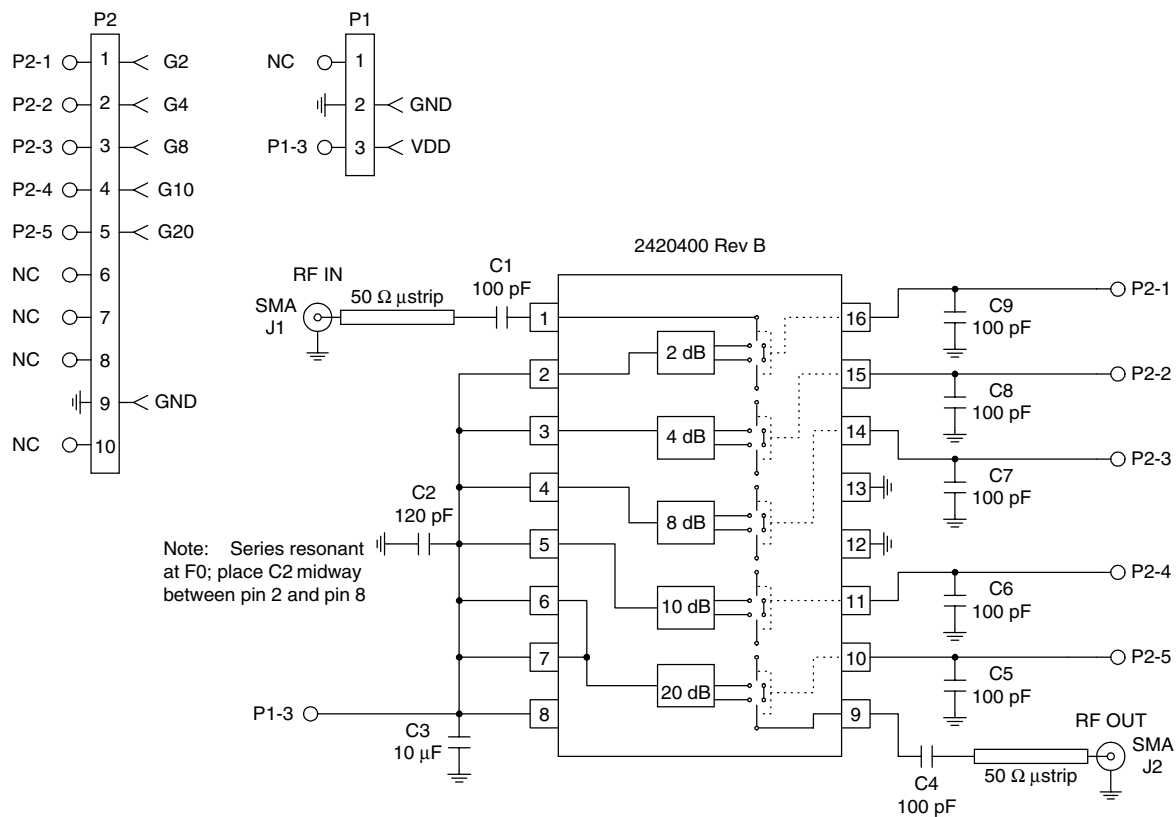 P2
P2-1 1 G2
P2-2 2 G4
P2-3 3 G8
P2-4 4 G10
P2-5 5 G20
NC 6
NC 7
NC 8
9 GND
NC 10
P1
NC 1
2 GND
P1-3 3 VDD
2420400 Rev B
RF IN
SMA
J1
50 Ω μstrip
C1
100 pF
1
2
3
4
5
6
7
8
2 dB
4 dB
8 dB
10 dB
20 dB
16
15
14
13
12
11
10
9
C2
120 pF
Note: Series resonant
at F0; place C2 midway
between pin 2 and pin 8
P1-3
C3
10 μF
C9
100 pF
P2-1
C8
100 pF
P2-2
C7
100 pF
P2-3
C6
100 pF
P2-4
C5
100 pF
P2-5
C4
100 pF
50 Ω μstrip
RF OUT
SMA
J2